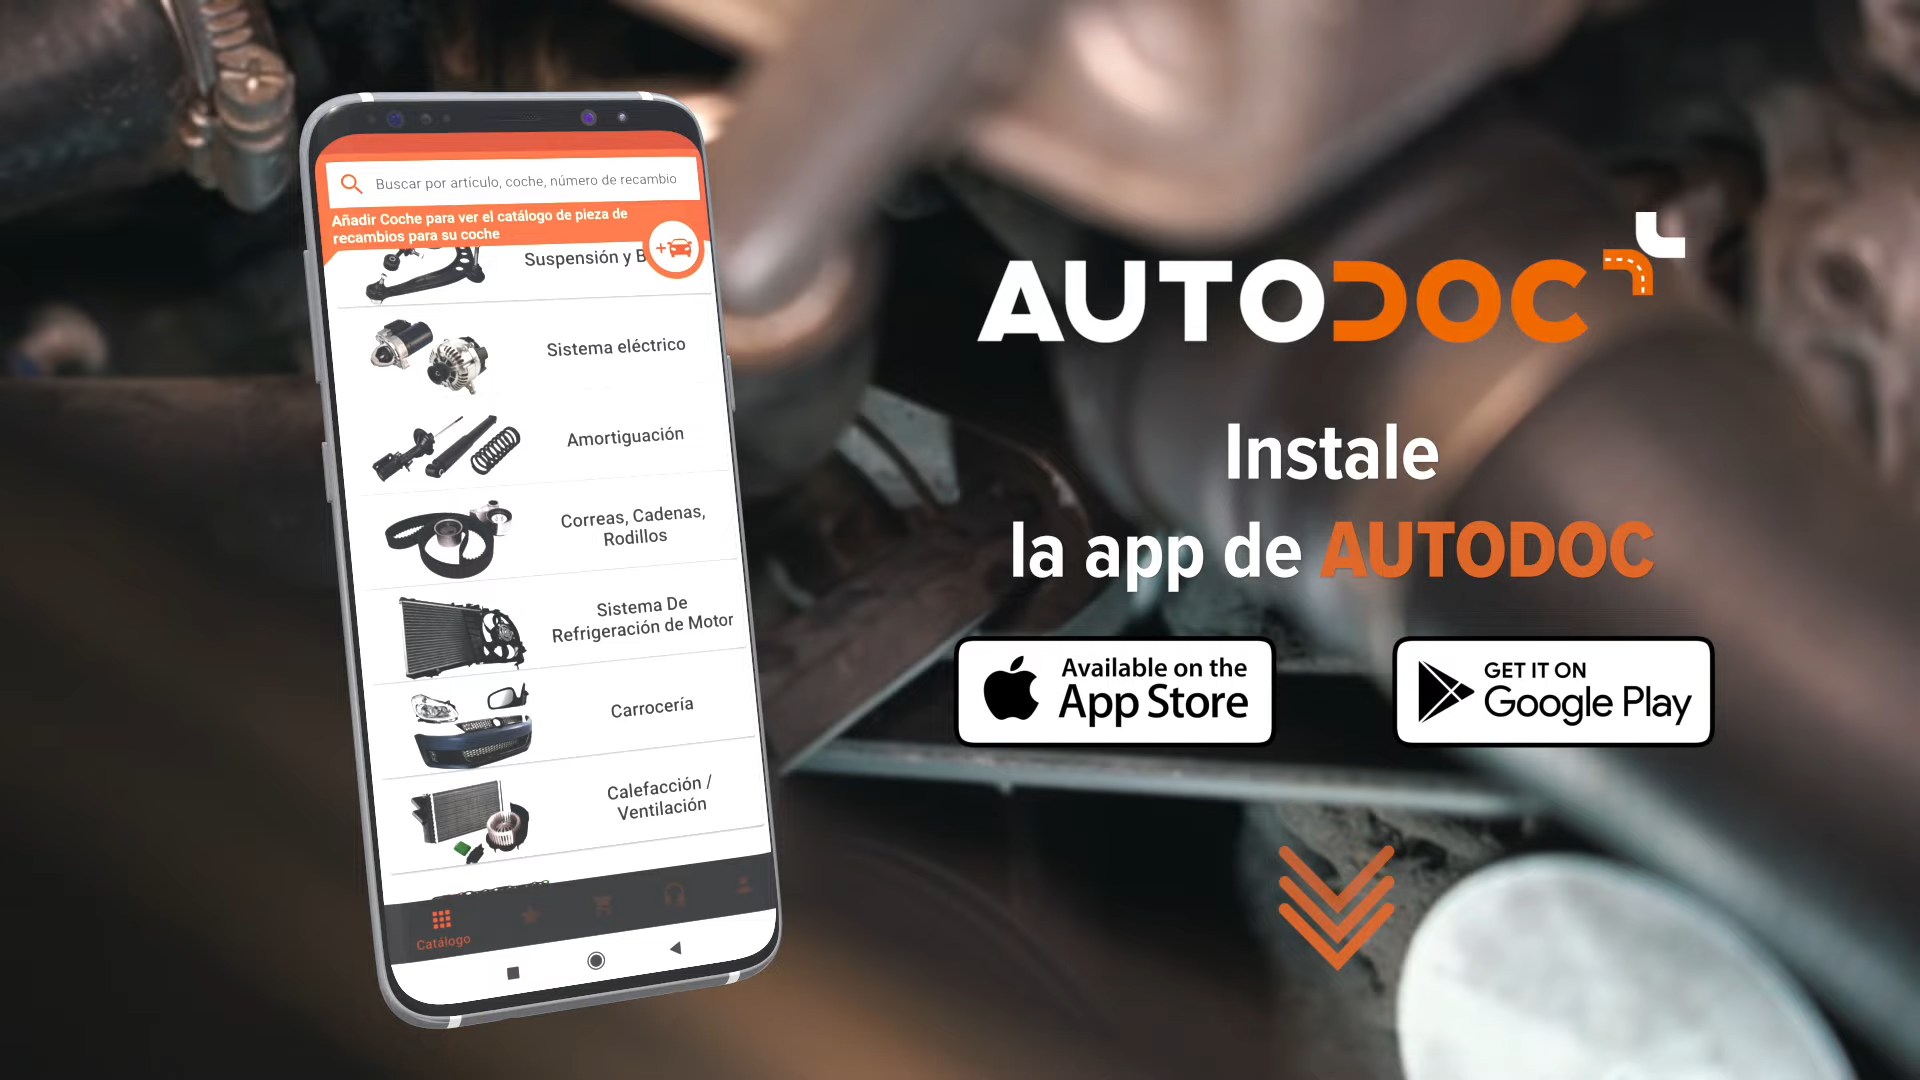 Buscar por artículo, coche, número de recambio
Añadir Coche para ver el catálogo de pieza de
recambios para su coche
Suspensión y B
Sistema eléctrico
Amortiguación
Correas, Cadenas,
Rodillos
Sistema De
Refrigeración de Motor
Carrocería
Calefacción /
Ventilación
Catálogo
AUTODOC
Instale
la app de AUTODOC
Available on the
App Store
GET IT ON
Google Play